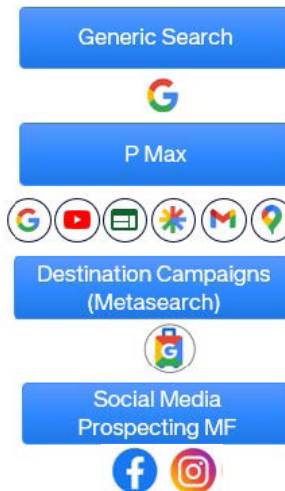 Generic Search
P Max
Destination Campaigns
(Metasearch)
Social Media
Prospecting MF